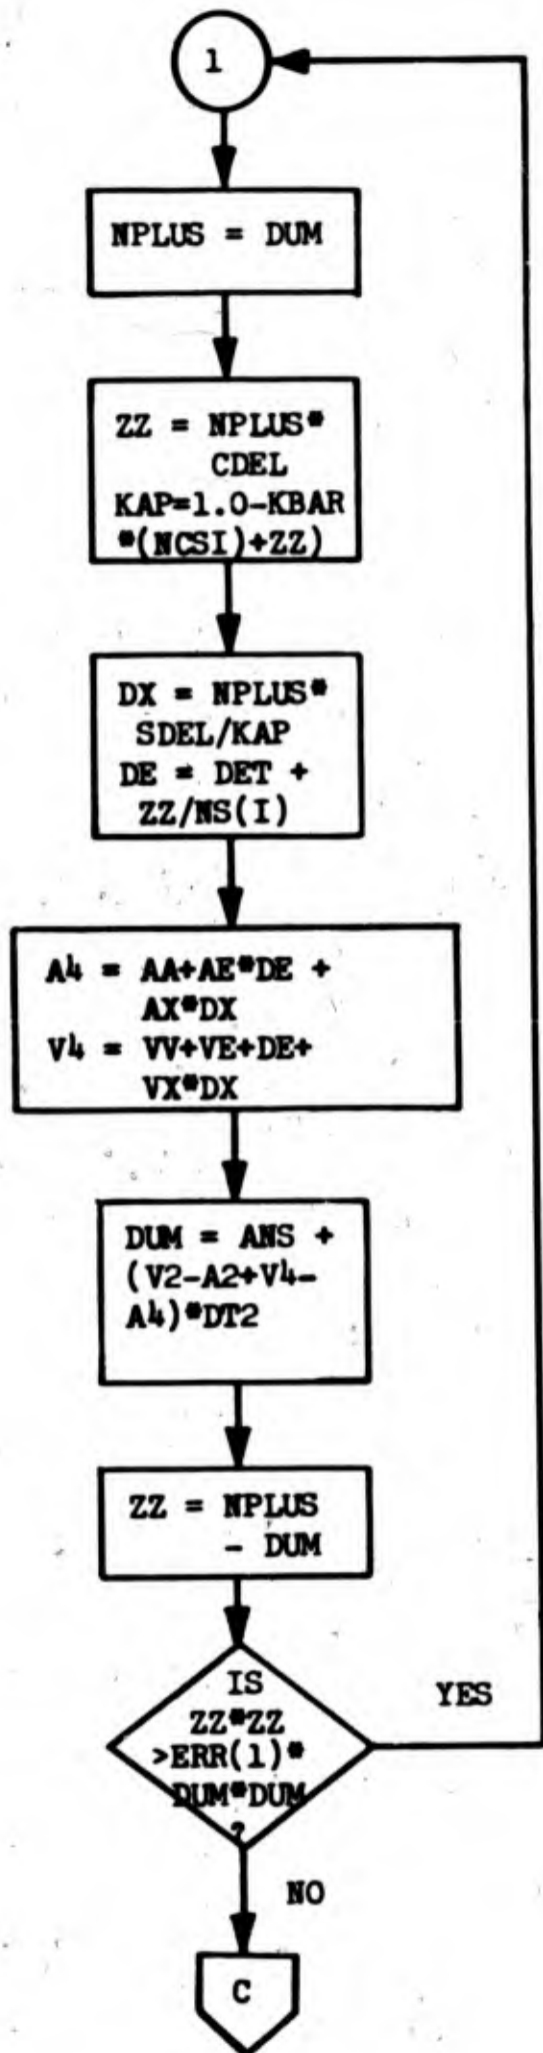 1
NPLUS = DUM
ZZ = NPLUS*
CDEL
KAP=1.0-KBAR
*(NCSI)+ZZ)
DX = NPLUS*
SDEL/KAP
DE = DET +
ZZ/NS(I)
A4 = AA+AE*DE +
AX*DX
V4 = VV+VE+DE+
VX*DX
DUM = ANS +
(V2-A2+V4-
A4)*DT2
ZZ = NPLUS
- DUM
IS
ZZ*ZZ
>ERR(1)*
DUM*DUM
?
YES
NO
C